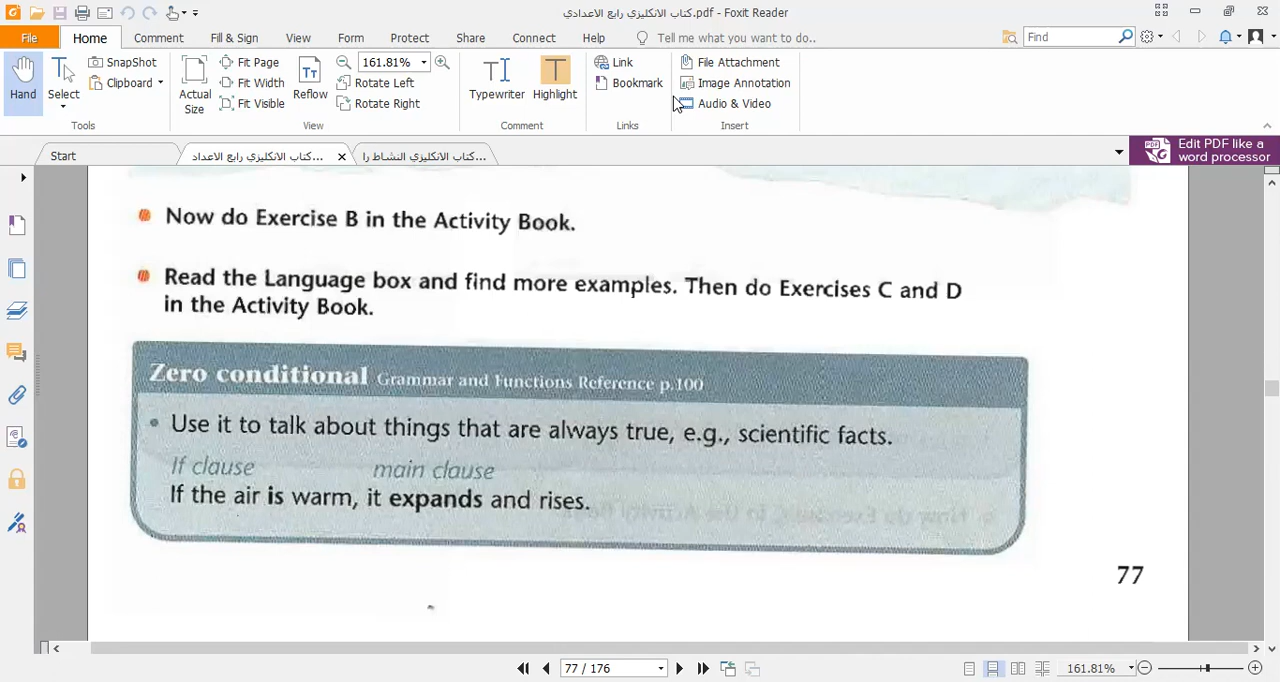 كتاب الانكليزي رابع الاعدادي.pdf - Foxit Reader
File Home Comment Fill & Sign View Form Protect Share Connect Help Tell me what you want to do.. Find
Hand
Select
SnapShot
Clipboard
Tools
Actual Size
Fit Page
Fit Width
Fit Visible
Reflow
161.81%
Rotate Left
Rotate Right
View
Typewriter
Highlight
Comment
Link
Bookmark
Links
File Attachment
Image Annotation
Audio & Video
Insert
Start
كتاب الانكليزي رابع الاعداد...
كتاب الانكليزي النشاط را...
Edit PDF like a
word processor
Now do Exercise B in the Activity Book.
Read the Language box and find more examples. Then do Exercises C and D
in the Activity Book.
Zero conditional Grammar and Functions Reference p.100
Use it to talk about things that are always true, e.g., scientific facts.
If clause main clause
If the air is warm, it expands and rises.
77
77 / 176
161.81%